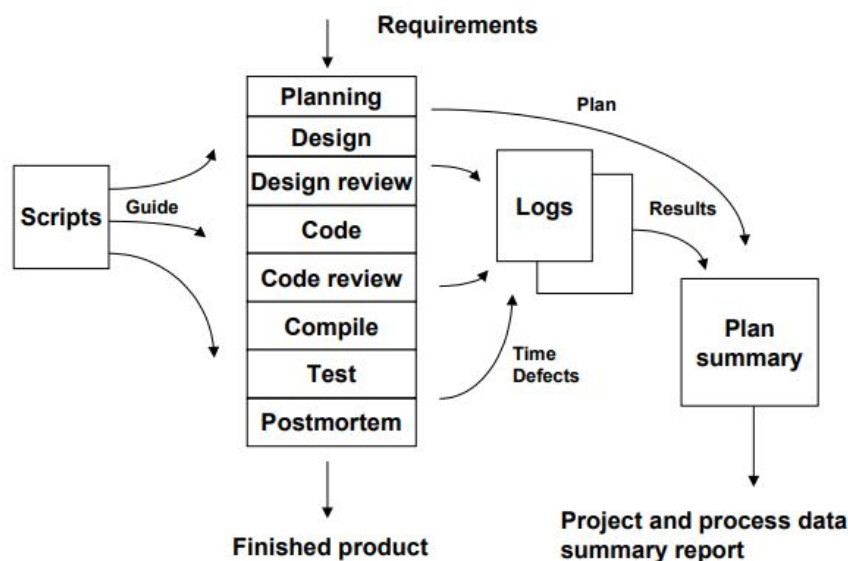 Requirements
Planning
Design
Design review
Code
Code review
Compile
Test
Postmortem
Scripts
Guide
Plan
Logs
Results
Time
Defects
Plan
summary
Finished product
Project and process data
summary report